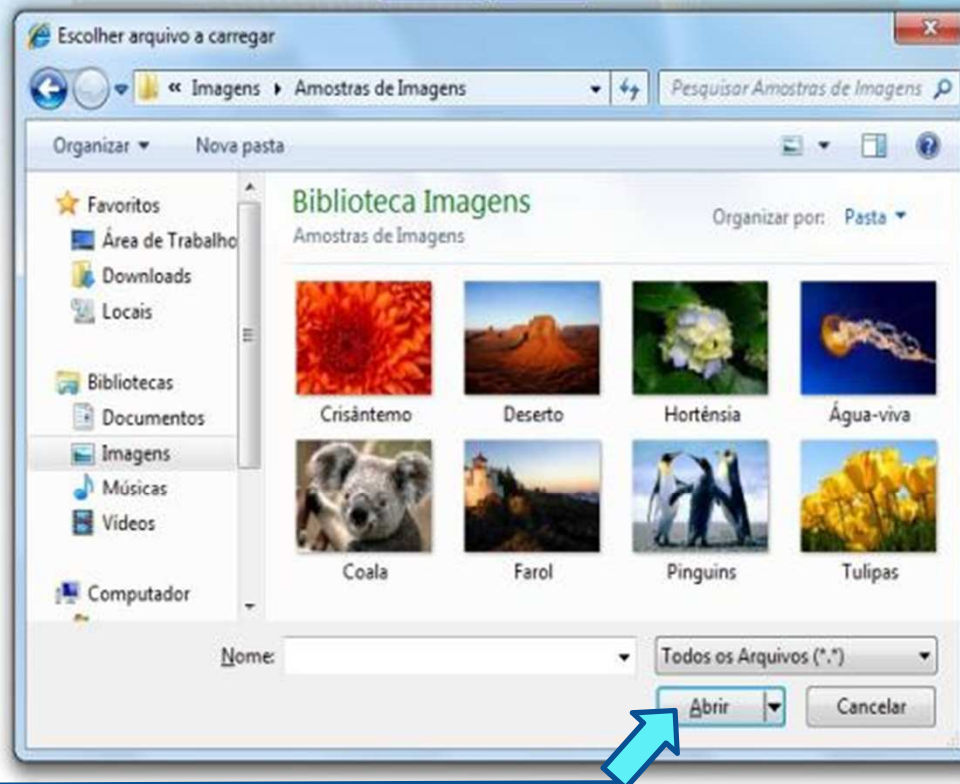 Escolher arquivo a carregar
« Imagens Amostras de Imagens
Pesquisar Amostras de Imagens
Organizar
Nova pasta
Favoritos
Área de Trabalho
Downloads
Locais
Bibliotecas
Documentos
Imagens
Músicas
Vídeos
Computador
Biblioteca Imagens
Amostras de Imagens
Organizar por: Pasta
Crisântemo
Deserto
Hortênsia
Água-viva
Coala
Farol
Pinguins
Tulipas
Nome:
Todos os Arquivos (*.*)
Abrir
Cancelar